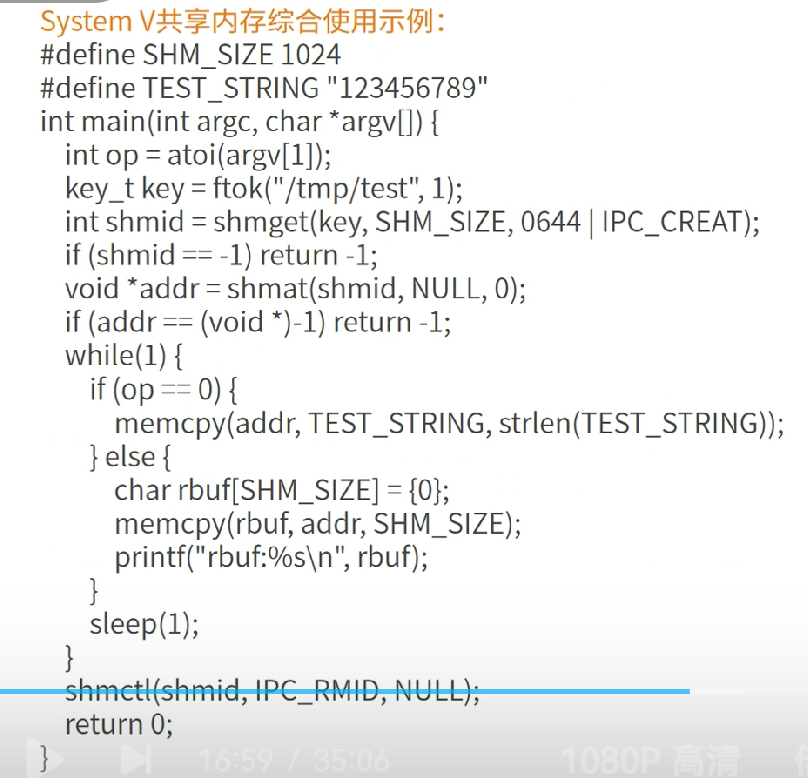 System V共享内存综合使用示例：
#define SHM_SIZE 1024
#define TEST_STRING "123456789"
int main(int argc, char *argv[]) {
int op = atoi(argv[1]);
key_t key = ftok("/tmp/test", 1);
int shmid = shmget(key, SHM_SIZE, 0644 | IPC_CREAT);
if (shmid == -1) return -1;
void *addr = shmat(shmid, NULL, 0);
if (addr == (void *)-1) return -1;
while(1) {
if (op == 0) {
memcpy(addr, TEST_STRING, strlen(TEST_STRING));
} else {
char rbuf[SHM_SIZE] = {0};
memcpy(rbuf, addr, SHM_SIZE);
printf("rbuf:%s\n", rbuf);
}
sleep(1);
}
shmctl(shmid, IPC_RMID, NULL);
return 0;
}
16:59 / 35:06 1080P 高清